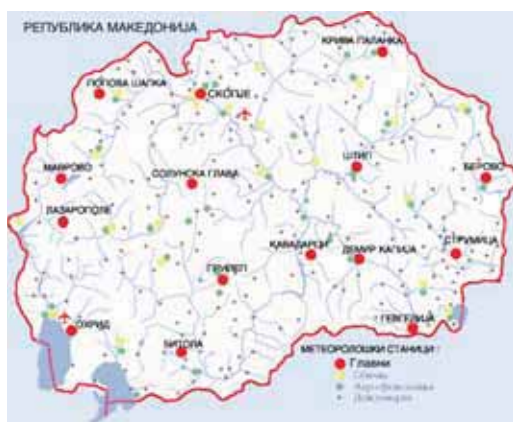 РЕПУБЛИКА МАКЕДОНИЈА
КРИВА ПАЛАНКА
ПОПОВА ШАПКА
СКОПЈЕ
ШТИП
МАВРОВО
СОЛУНСКА ГЛАВА
БЕРОВО
ЛАЗАРОПОЛЕ
КАВАДАРЦИ
ДЕМИР КАПИЈА
СТРУМИЦА
ПРИЛЕП
ГЕВГЕЛИЈА
ОХРИД
БИТОЛА
МЕТЕОРОЛОШКИ СТАНИЦИ
Главни